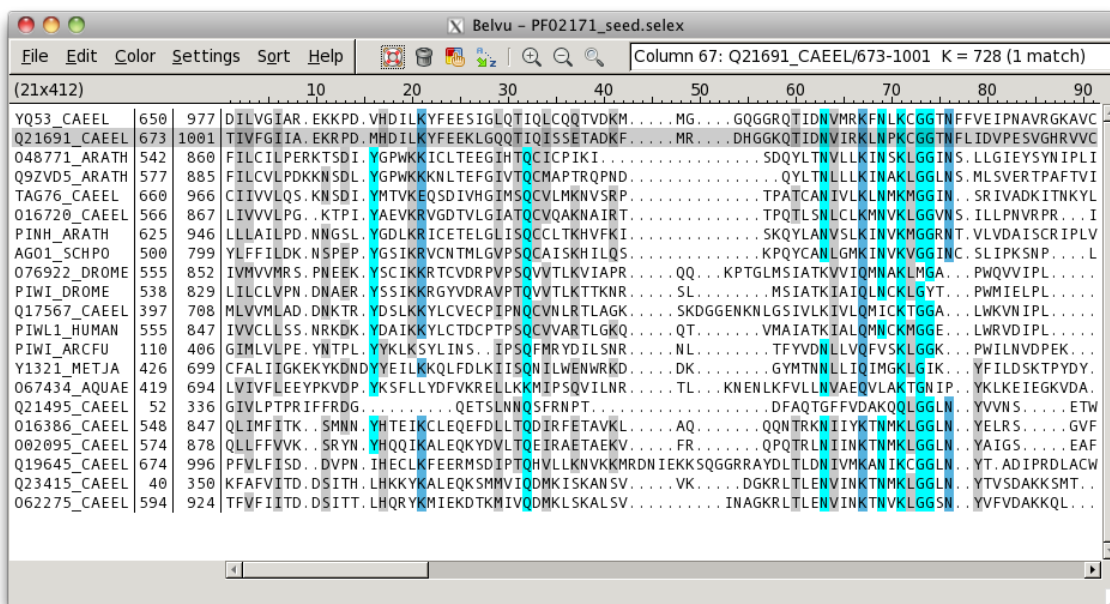 Belvu – PF02171_seed.selex
File Edit Color Settings Sort Help Column 67: Q21691_CAEEL/673-1001 K = 728 (1 match)
(21x412) 10 20 30 40 50 60 70 80 90
YQ53_CAEEL 650 977 DILVGIAR.EKKPD.VHDILKYFEESIGLQTIQLCQQTVDKM.....MG....GQGGRQTIDNVMRKFNLKCGGTNFFVEIPNAVRGKAVC
Q21691_CAEEL 673 1001 TIVFGIIA.EKRPD.MHDILKYFEEKLGQQTIQISSETADKF.....MR....DHGGKQTIDNVIRKLNPKCGGTNFLIDVPESVGHRVVC
O48771_ARATH 542 860 FILCILPERKTSDI.YGPWKKICLTEEGIHTQCICPIKI.................SDQYLTNVLLKINSKLGGINS.LLGIEYSYNIPLI
Q9ZVD5_ARATH 577 885 FILCVLPDKKNSDL.YGPWKKKNLTEFGIVTQCMAPTRQPND...............QYLTNLLLKINAKLGGLNS.MLSVERTPAFTVI
TAG76_CAEEL 660 966 CIIVVLQS.KNSDI.YMTVKEQSDIVHGIMSQCVLMKNVSRP...............TPATCANIVLKLNMKMGGIN..SRIVADKITNKYL
O16720_CAEEL 566 867 LIVVVLPG..KTPI.YAEVKRVGDTVLGIATQCVQAKNAIRT...............TPQTLSNLCLKMNVKLGGVNS.ILLPNVRPR...I
PINH_ARATH 625 946 LLLAILPD.NNGSL.YGDLKRICETELGLISQCCLTKHVFKI...............SKQYLANVSLKINVKMGGRNT.VLVDAISCRIPLV
AGO1_SCHPO 500 799 YLFFILDK.NSPEP.YGSIKRVCNTMLGVPSQCAISKHILQS...............KPQYCANLGMKINVKVGGINC.SLIPKSNP....L
O76922_DROME 555 852 IVMVVMRS.PNEEK.YSCIKKRTCVDRPVPSQVVTLKVIAPR.....QQ...KPTGLMSIATKVVIQMNAKLMGA..PWQVVIPL.....
PIWI_DROME 538 829 LILCLVPN.DNAER.YSSIKKRGYVDRAVPTQVVTLKTTKNR.....SL........MSIATKIAIQLNCKLGYT..PWMIELPL.....
Q17567_CAEEL 397 708 MLVVMLAD.DNKTR.YDSLKKYLCVECPIPNQCVNLRTLAGK.....SKDGGENKNLGSIVLKIVLQMICKTGGA..LWKVNIPL.....
PIWL1_HUMAN 555 847 IVVCLLSS.NRKDK.YDAIKKYLCTDCPTPSQCVVARTLGKQ.....QT........VMAIATKIALQMNCKMGGE..LWRVDIPL.....
PIWI_ARCFU 110 406 GIMLVLPE.YNTPL.YYKLKSYLINS..IPSQFMRYDILSNR.....NL........TFYVDNLLVQFVSKLGGK..PWILNVDPEK....
Y1321_METJA 426 699 CFALIIGKEKYKDNDYYEILKKQLFDLKIISQNILWENWRKD.....DK........GYMTNNLLIQIMGKLGIK..YFILDSKTPYDY.
O67434_AQUAE 419 694 LVIVFLEEYPKVDP.YKSFLLYDFVKRELLKKMIPSQVILNR.....TL...KNENLKFVLLNVAEQVLAKTGNIP..YKLKEIEGKVDA.
Q21495_CAEEL 52 336 GIVLPTPRIFFRDG.........QETSLNNQSFRNPT...............DFAQTGFFVDAKQQLGGLN..YVVNS....ETW
O16386_CAEEL 548 847 QLIMFITK..SMNN.YHTEIKCLEQEFDLLTQDIRFETAVKL.....AQ.......QQNTRKNIIYKTNMKLGGLN..YELRS....GVF
O02095_CAEEL 574 878 QLLFFVVK..SRYN.YHQQIKALEQKYDVLTQEIRAETAEKV.....FR.......QPQTRLNIINKTNMKLGGLN..YAIGS....EAF
Q19645_CAEEL 674 996 PFVLFISD..DVPN.IHECLKFEERMSDIPTQHVLLKNVKKMRDNIEKKSQGGRRAYDLTLDNIVMKANIKCGGLN..YT.ADIPRDLACW
Q23415_CAEEL 40 350 KFAFVITD.DSITH.LHKKYKALEQKSMMVIQDMKISKANSV.....VK.....DGKRLTLENVINKTNMKLGGLN..YTVSDAKKSMT..
O62275_CAEEL 594 924 TFVFIITD.DSITT.LHQRYKMIEKDTKMIVQDMKLSKALSV............INAGKRLTLENVINKTNVKLGGSN..YVFVDAKKQL...